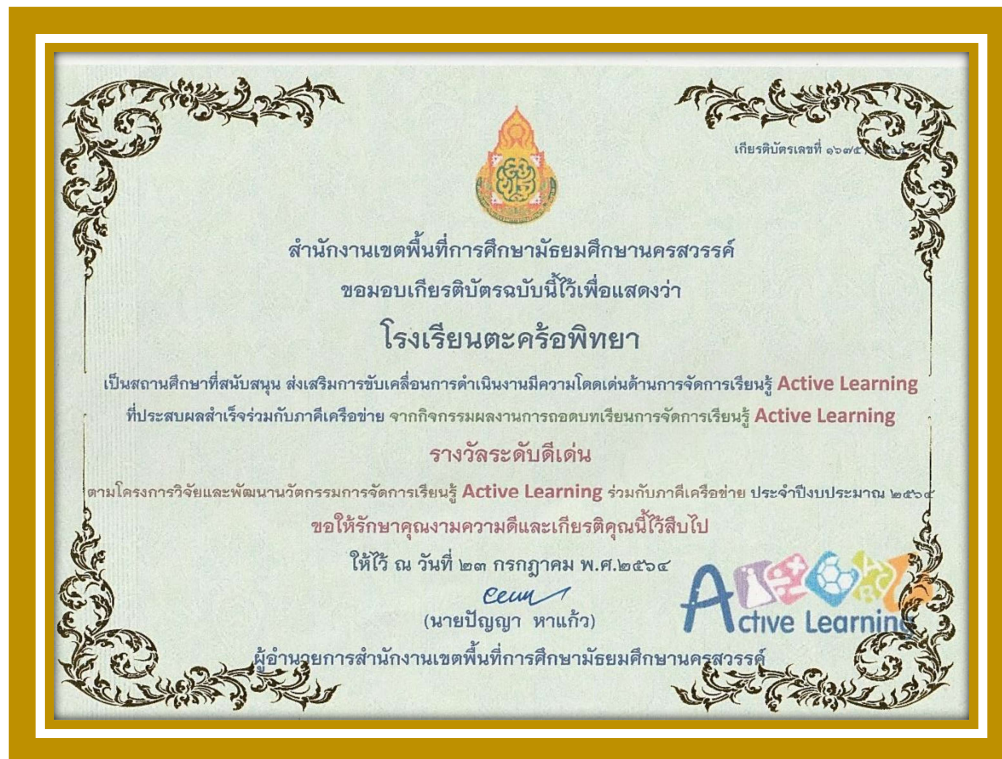 เกียรติบัตรเลขที่ ๑๖๗๕
สำนักงานเขตพื้นที่การศึกษามัธยมศึกษานครสวรรค์
ขอมอบเกียรติบัตรฉบับนี้ไว้เพื่อแสดงว่า
โรงเรียนตะคร้อพิทยา
เป็นสถานศึกษาที่สนับสนุน ส่งเสริมการขับเคลื่อนการดำเนินงานมีความโดดเด่นด้านการจัดการเรียนรู้ Active Learning
ที่ประสบผลสำเร็จร่วมกับภาคีเครือข่าย จากกิจกรรมผลงานการถอดบทเรียนการจัดการเรียนรู้ Active Learning
รางวัลระดับดีเด่น
ตามโครงการวิจัยและพัฒนานวัตกรรมการจัดการเรียนรู้ Active Learning ร่วมกับภาคีเครือข่าย ประจำปีงบประมาณ ๒๕๖๔
ขอให้รักษาคุณงามความดีและเกียรติคุณนี้ไว้สืบไป
ให้ไว้ ณ วันที่ ๒๓ กรกฎาคม พ.ศ.๒๕๖๔
(นายปัญญา หาแก้ว)
ผู้อำนวยการสำนักงานเขตพื้นที่การศึกษามัธยมศึกษานครสวรรค์
Active Learning